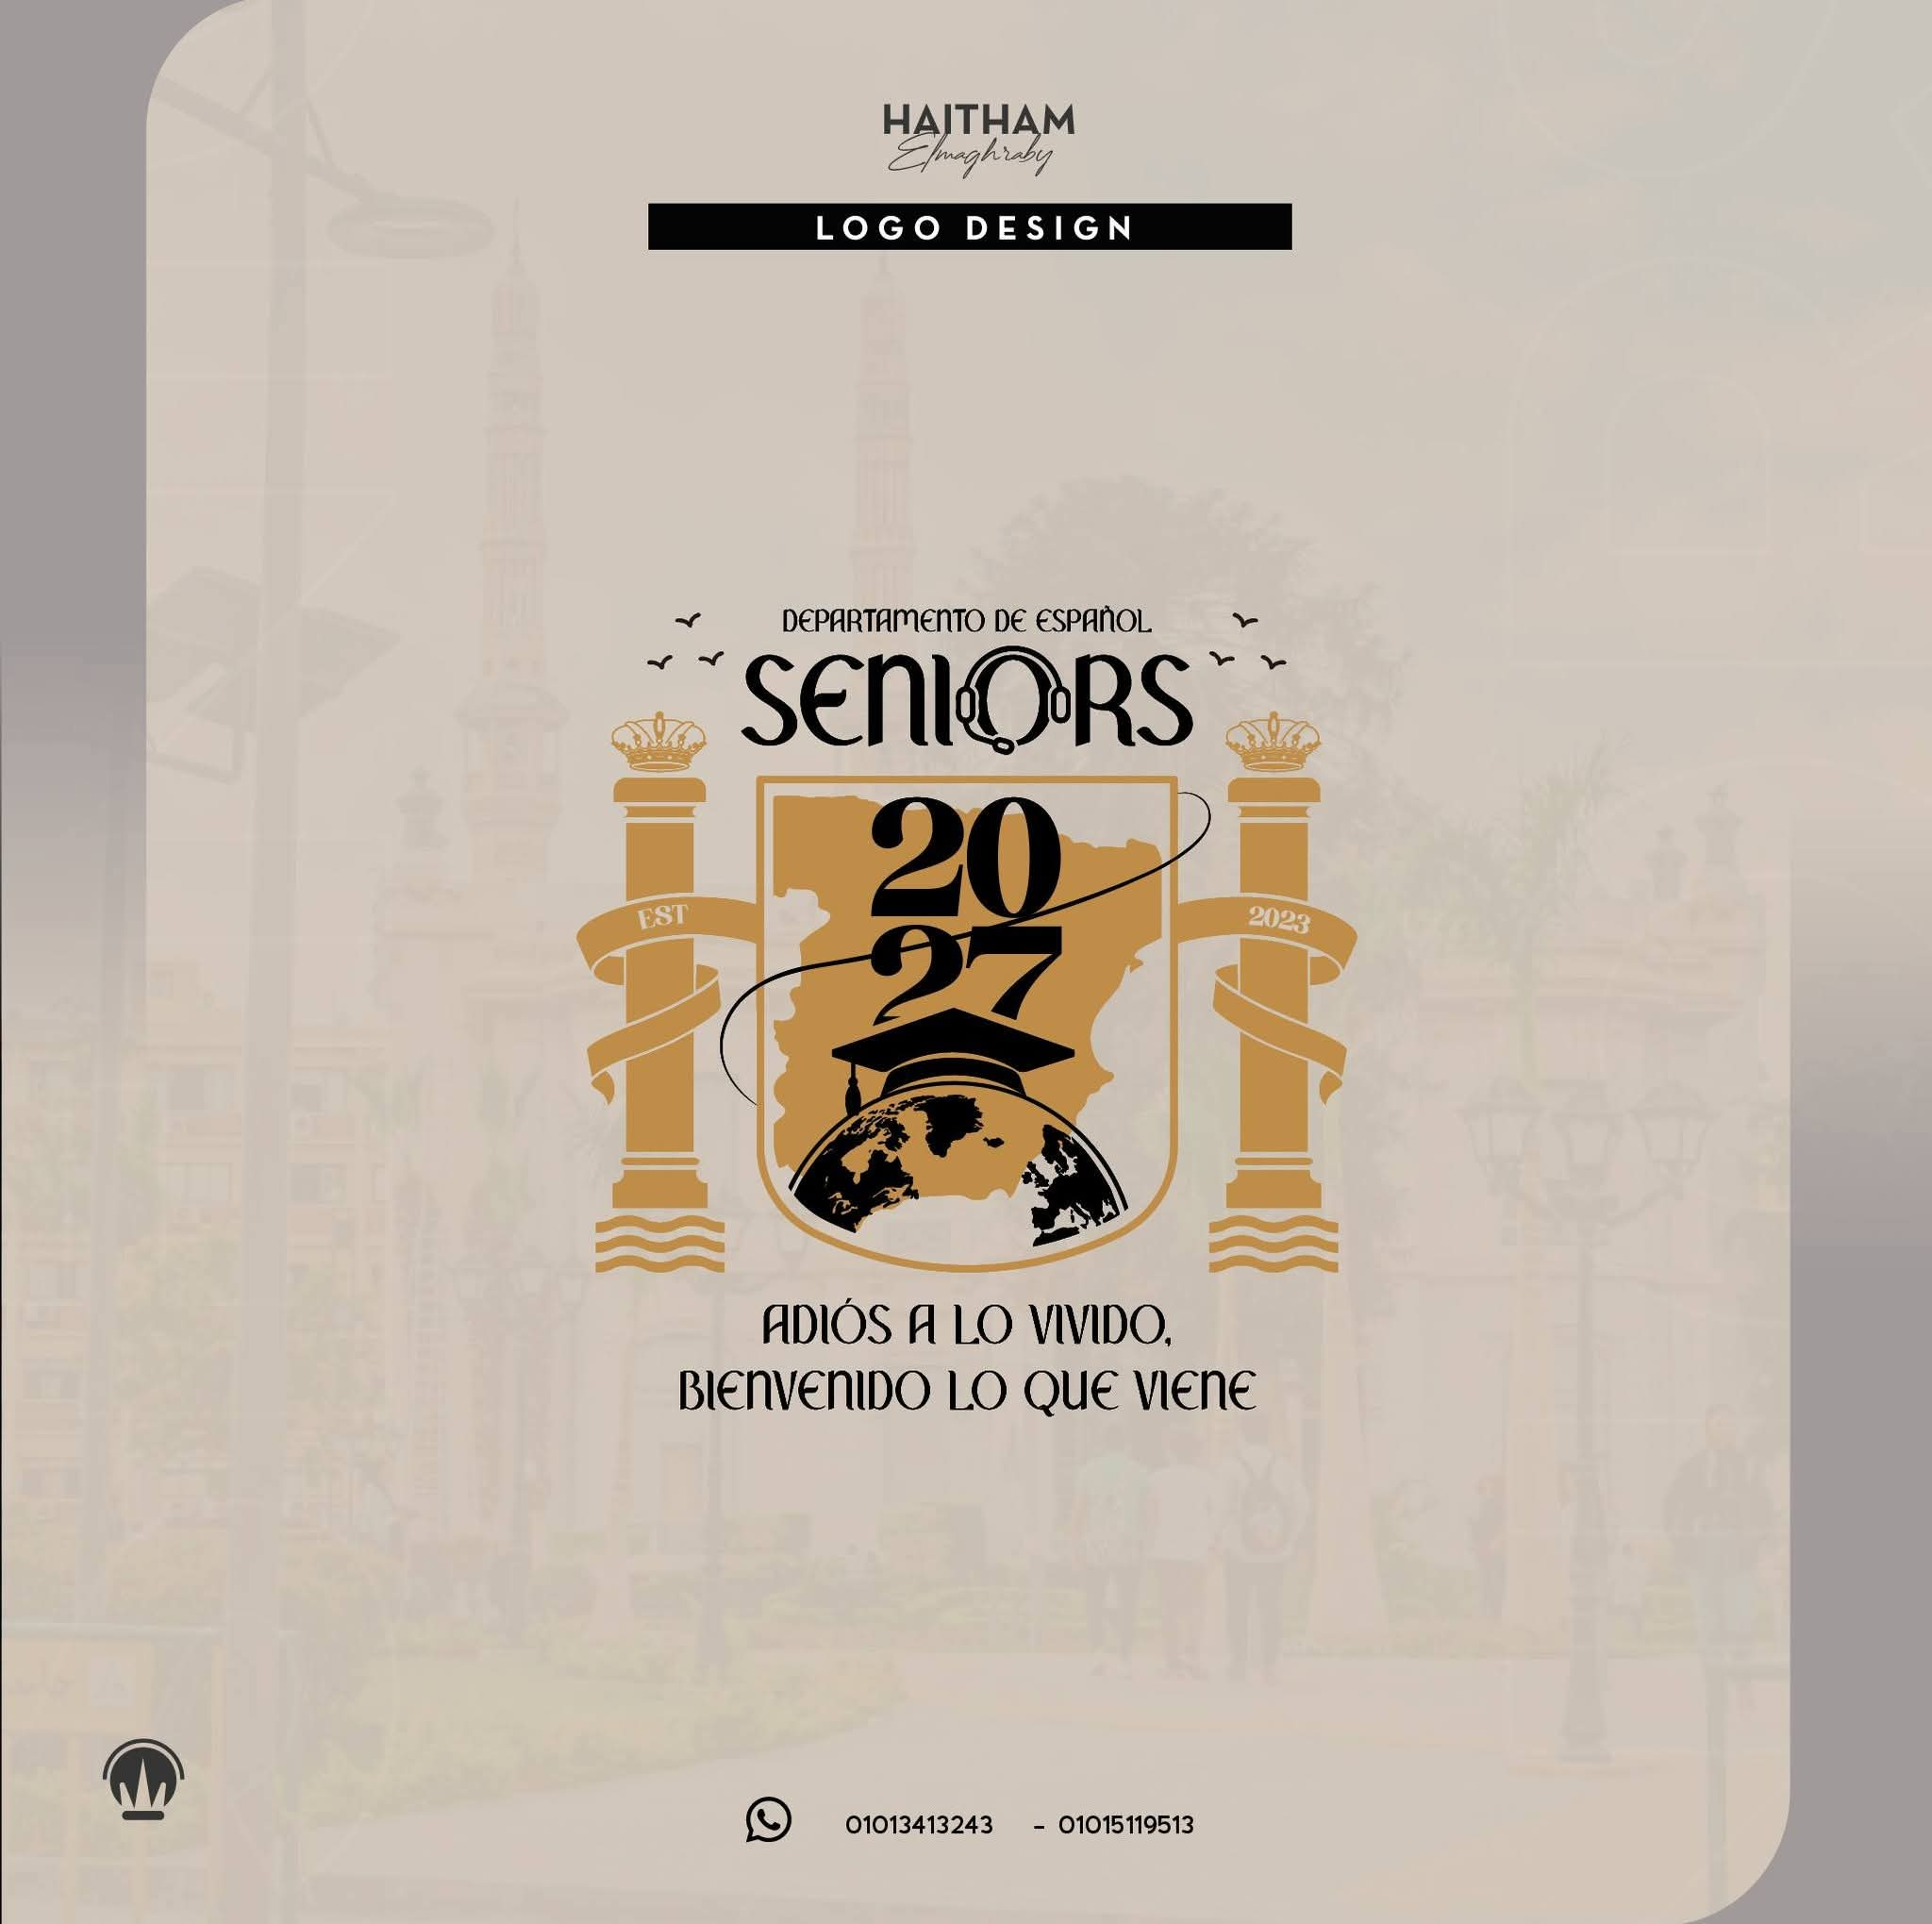 HAITHAM
Elmaghraby
LOGO DESIGN
DEPARTAMENTO DE ESPAÑOL
SENIORS
20
27
EST
2023
ADIÓS A LO VIVIDO,
BIENVENIDO LO QUE VIENE
01013413243 - 01015119513